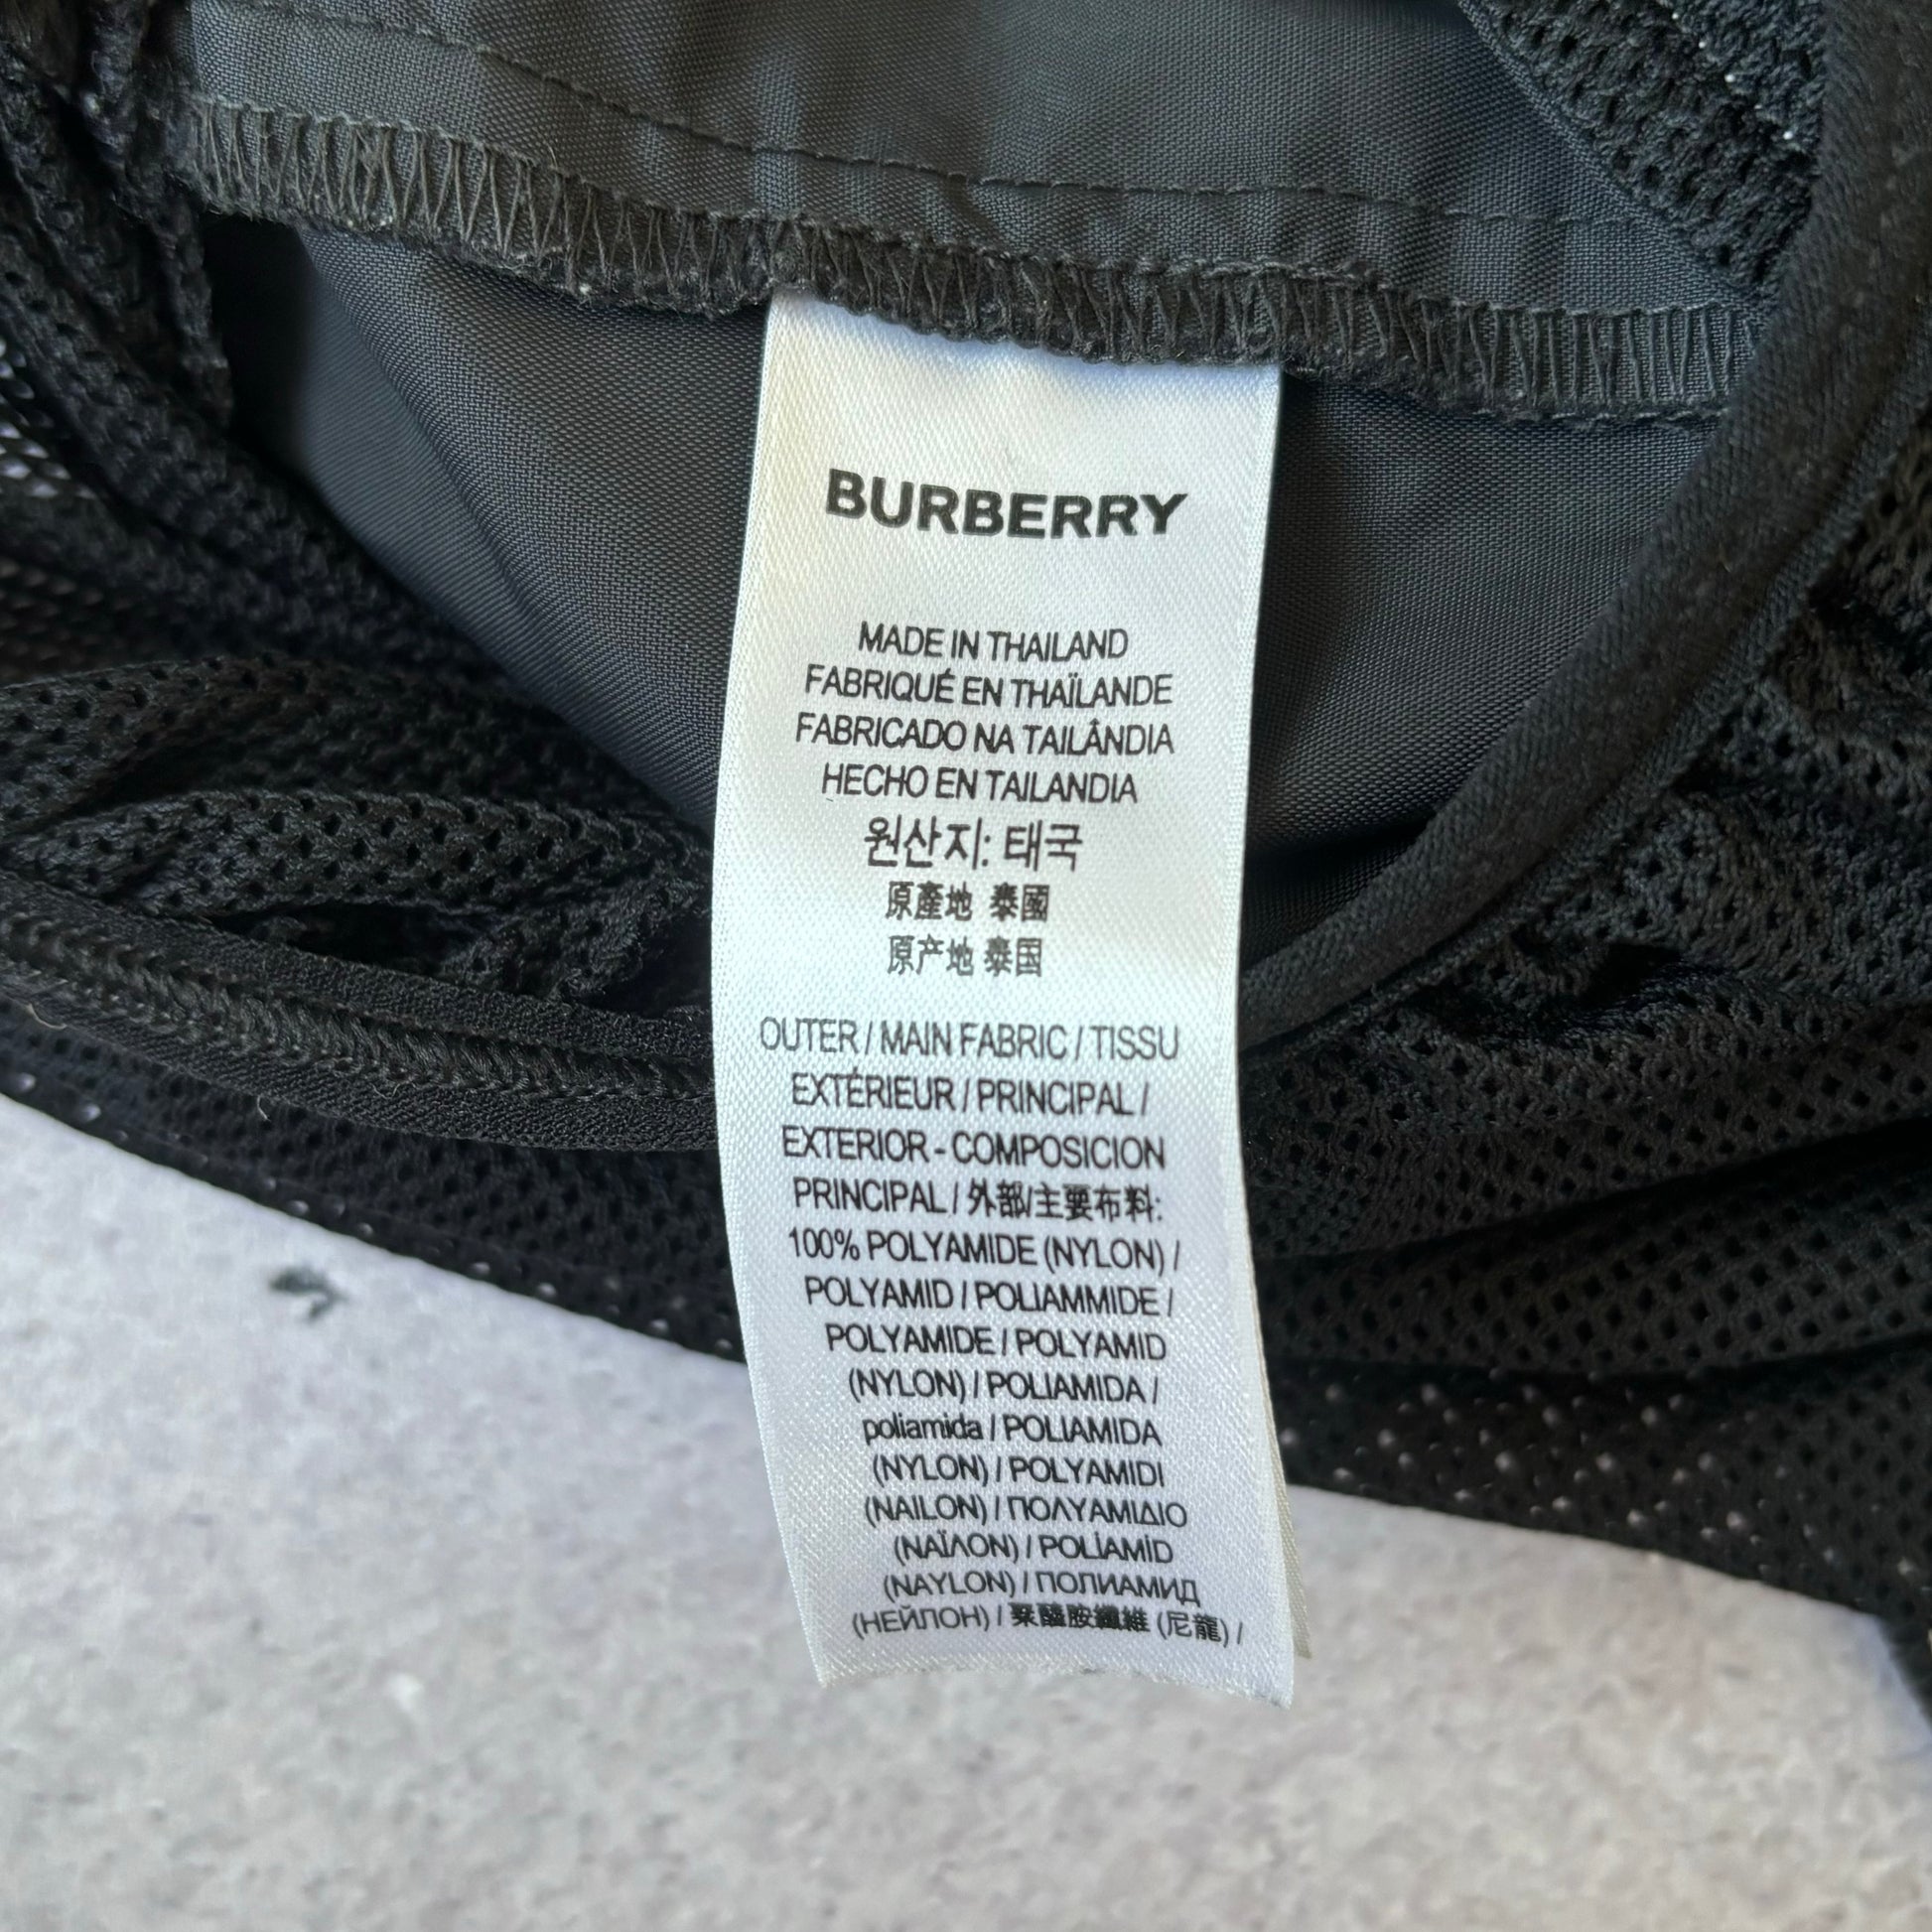 BURBERRY
MADE IN THAILAND
FABRIQUÉ EN THAÏLANDE
FABRICADO NA TAILÂNDIA
HECHO EN TAILANDIA
원산지: 태국
原產地 泰國
原产地 泰国
OUTER / MAIN FABRIC / TISSU
EXTÉRIEUR / PRINCIPAL /
EXTERIOR - COMPOSICION
PRINCIPAL / 外部/主要布料:
100% POLYAMIDE (NYLON) /
POLYAMID / POLIAMMIDE /
POLYAMIDE / POLYAMID
(NYLON) / POLIAMIDA /
poliamida / POLIAMIDA
(NYLON) / POLYAMIDI
(NAILON) / ΠΟΛΥΑΜΙΔΙΟ
(ΝΑΪΛΟΝ) / POLİAMİD
(NAYLON) / ПОЛИАМИД
(НЕЙЛОН) / 聚醯胺纖維 (尼龍) /